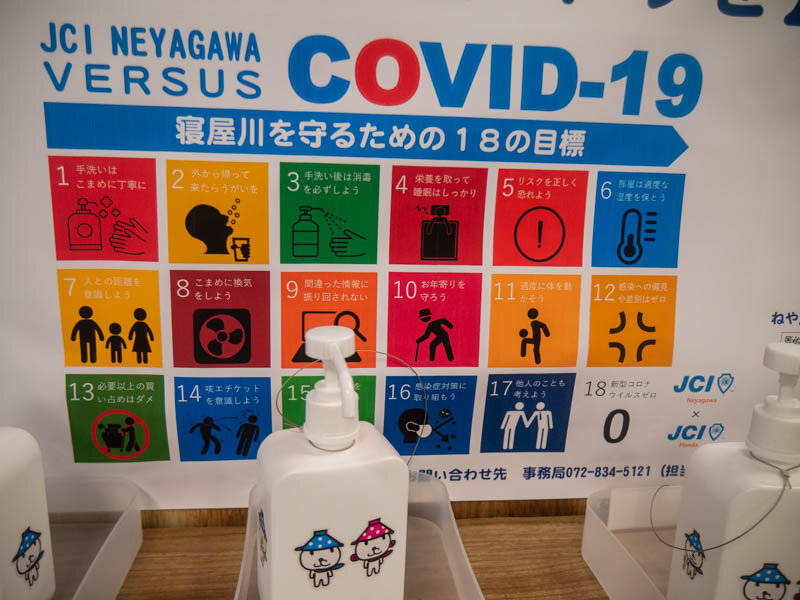 JCI NEYAGAWA
VERSUS
COVID-19
寝屋川を守るための18の目標
1 手洗いは
こまめに丁寧に
2 外から帰って
来たらうがいを
3 手洗い後は消毒
を必ずしよう
4 栄養を取って
睡眠はしっかり
5 リスクを正しく
恐れよう
6 部屋は適度な
湿度を保とう
7 人との距離を
意識しよう
8 こまめに換気
をしよう
9 間違った情報に
振り回されない
10 お年寄りを
守ろう
11 適度に体を動
かそう
12 感染への偏見
や差別はゼロ
13 必要以上の買
い占めはダメ
14 咳エチケット
を意識しよう
15
を
16 感染症対策に
取り組もう
17 他人のことも
考えよう
18 新型コロナ
ウイルスゼロ
0
JCI
Neyagawa
×
JCI
ねや
問い合わせ先 事務局072-834-5121(担当